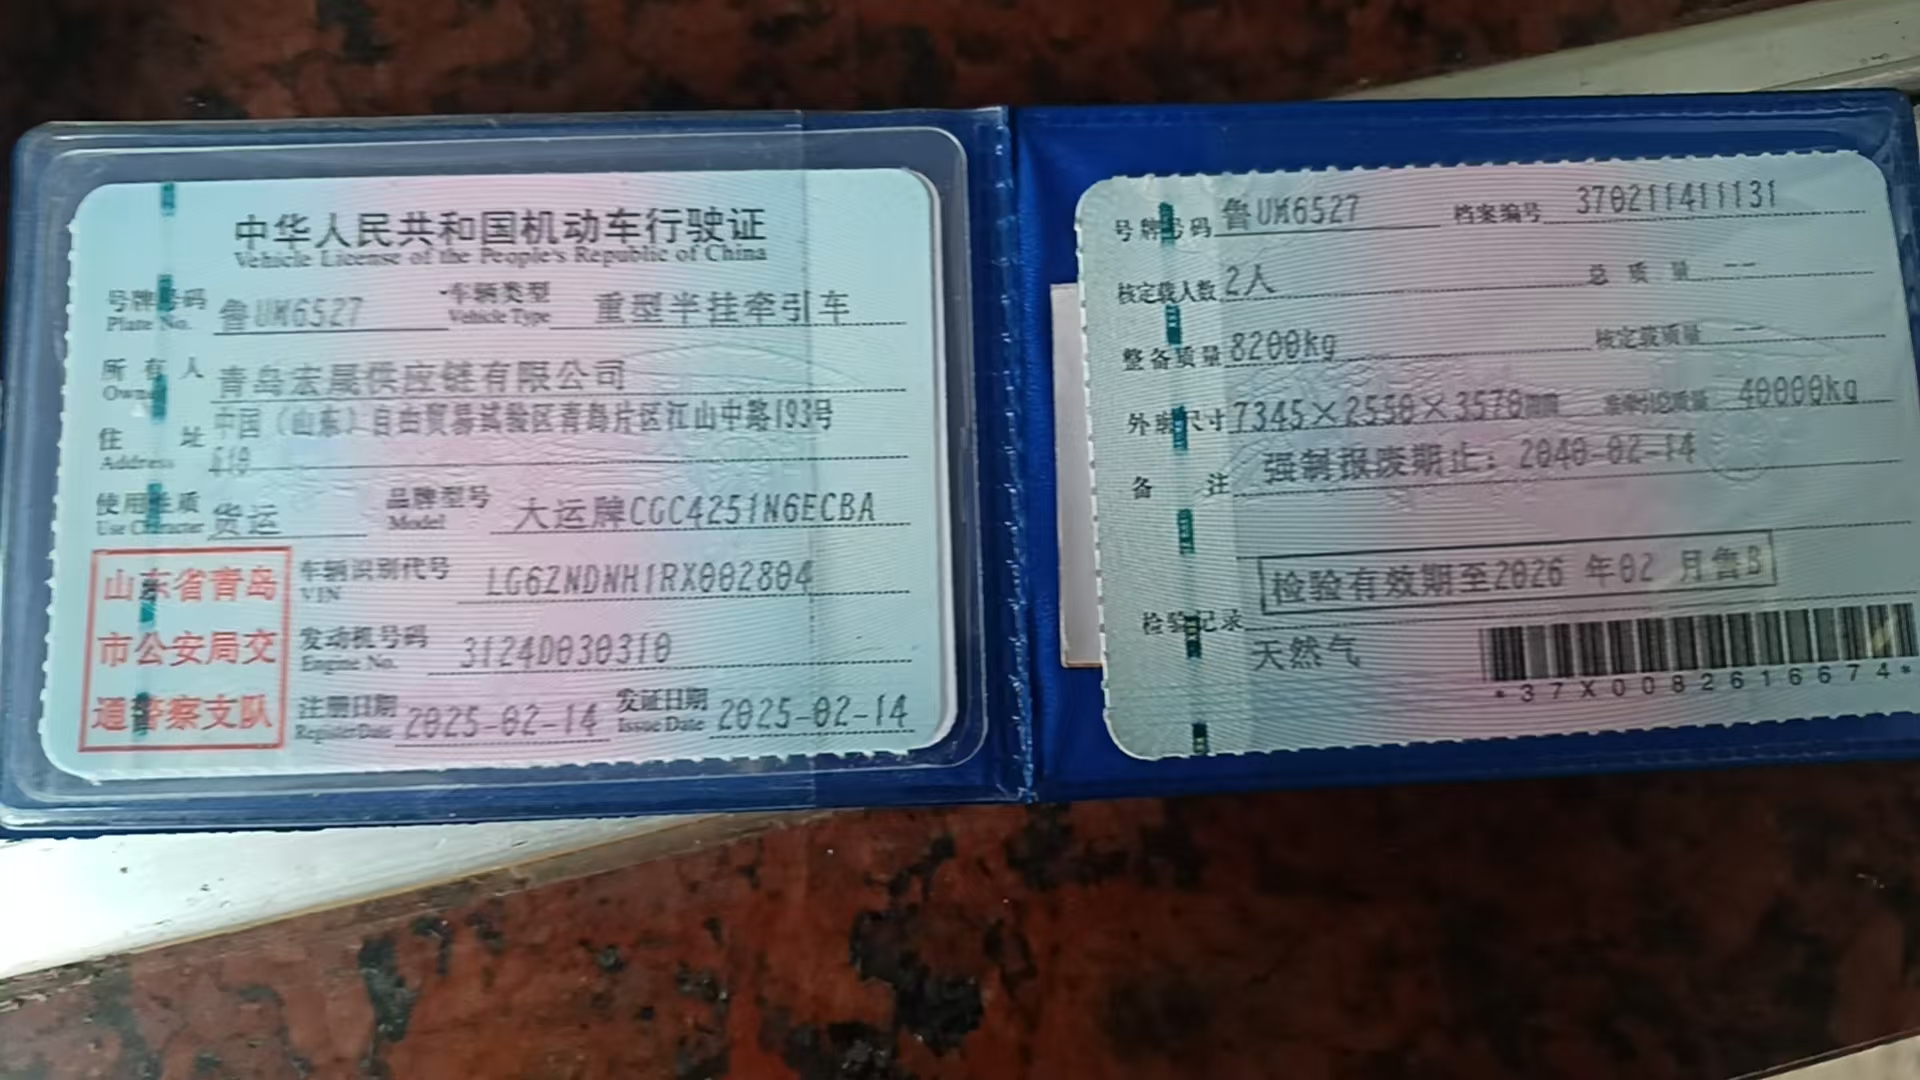 中华人民共和国机动车行驶证
Vehicle License of the People's Republic of China
号牌号码 鲁UM6527 车辆类型 重型半挂牵引车
Plate No. Vehicle Type
所有人 青岛宏晟供应链有限公司
Owner
中国（山东）自由贸易试验区青岛片区江山中路193号
住址 610
Address
使用性质 货运 品牌型号 大运牌CGC4251N6ECBA
Use Character Model
山东省青岛
市公安局交
通警察支队
车辆识别代号 LG6ZNDNH1RX002804
VIN
发动机号码 3124D030310
Engine No.
注册日期 2025-02-14 发证日期 2025-02-14
Register Date Issue Date
号牌号码 鲁UM6527 档案编号 370211411131
核定载人数 2人 总质量 --
整备质量 8200kg 核定载质量 --
外廓尺寸 7345×2550×3570mm 准牵引总质量 40000kg
备注 强制报废期止：2040-02-14
检验有效期至2026年02月鲁B
检验记录
天然气
*37X0082616674*